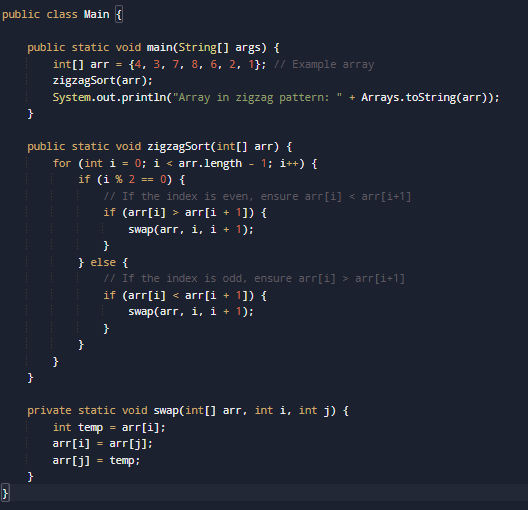 public class Main {
public static void main(String[] args) {
int[] arr = {4, 3, 7, 8, 6, 2, 1}; // Example array
zigzagSort(arr);
System.out.println("Array in zigzag pattern: " + Arrays.toString(arr));
}
public static void zigzagSort(int[] arr) {
for (int i = 0; i < arr.length - 1; i++) {
if (i % 2 == 0) {
// If the index is even, ensure arr[i] < arr[i+1]
if (arr[i] > arr[i + 1]) {
swap(arr, i, i + 1);
}
} else {
// If the index is odd, ensure arr[i] > arr[i+1]
if (arr[i] < arr[i + 1]) {
swap(arr, i, i + 1);
}
}
}
}
private static void swap(int[] arr, int i, int j) {
int temp = arr[i];
arr[i] = arr[j];
arr[j] = temp;
}
}